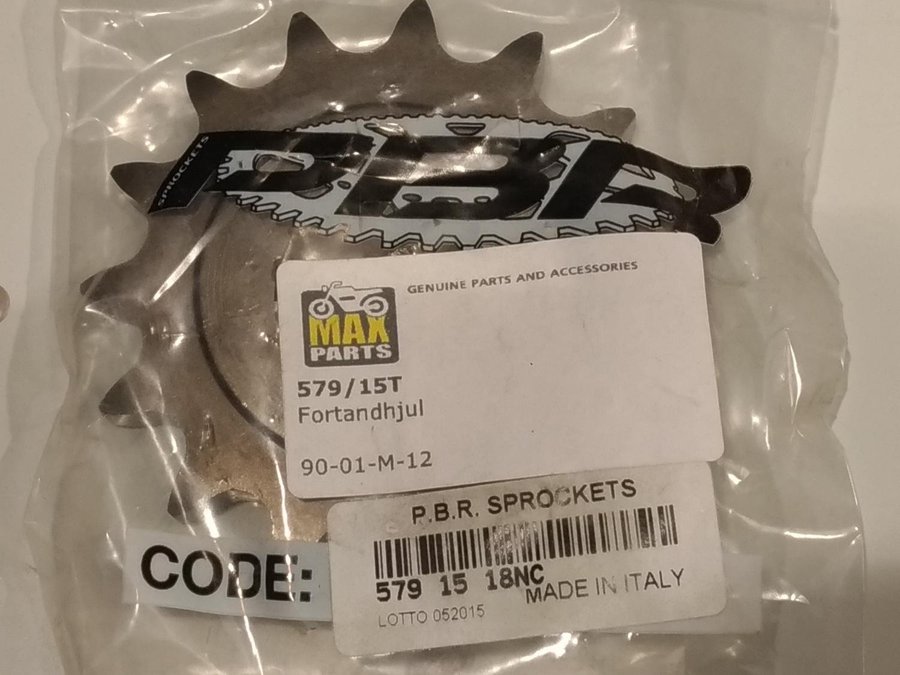 SPROCKETS
PBR
GENUINE PARTS AND ACCESSORIES
MAX
PARTS
579/15T
Fortandhjul
90-01-M-12
P.B.R. SPROCKETS
579 15 18NC
MADE IN ITALY
LOTTO 052015
CODE: